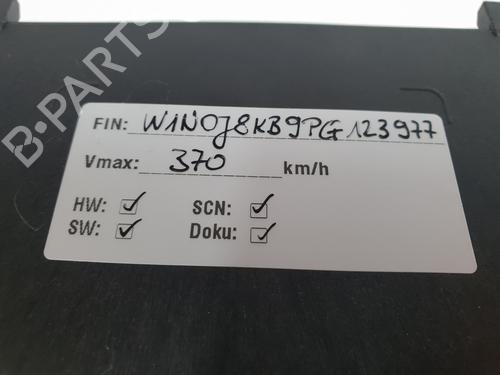 B-PARTS
FIN: W1N0J8KB9PG123977
Vmax: 370 km/h
HW: ✓ SCN: ✓
SW: ✓ Doku: ✓